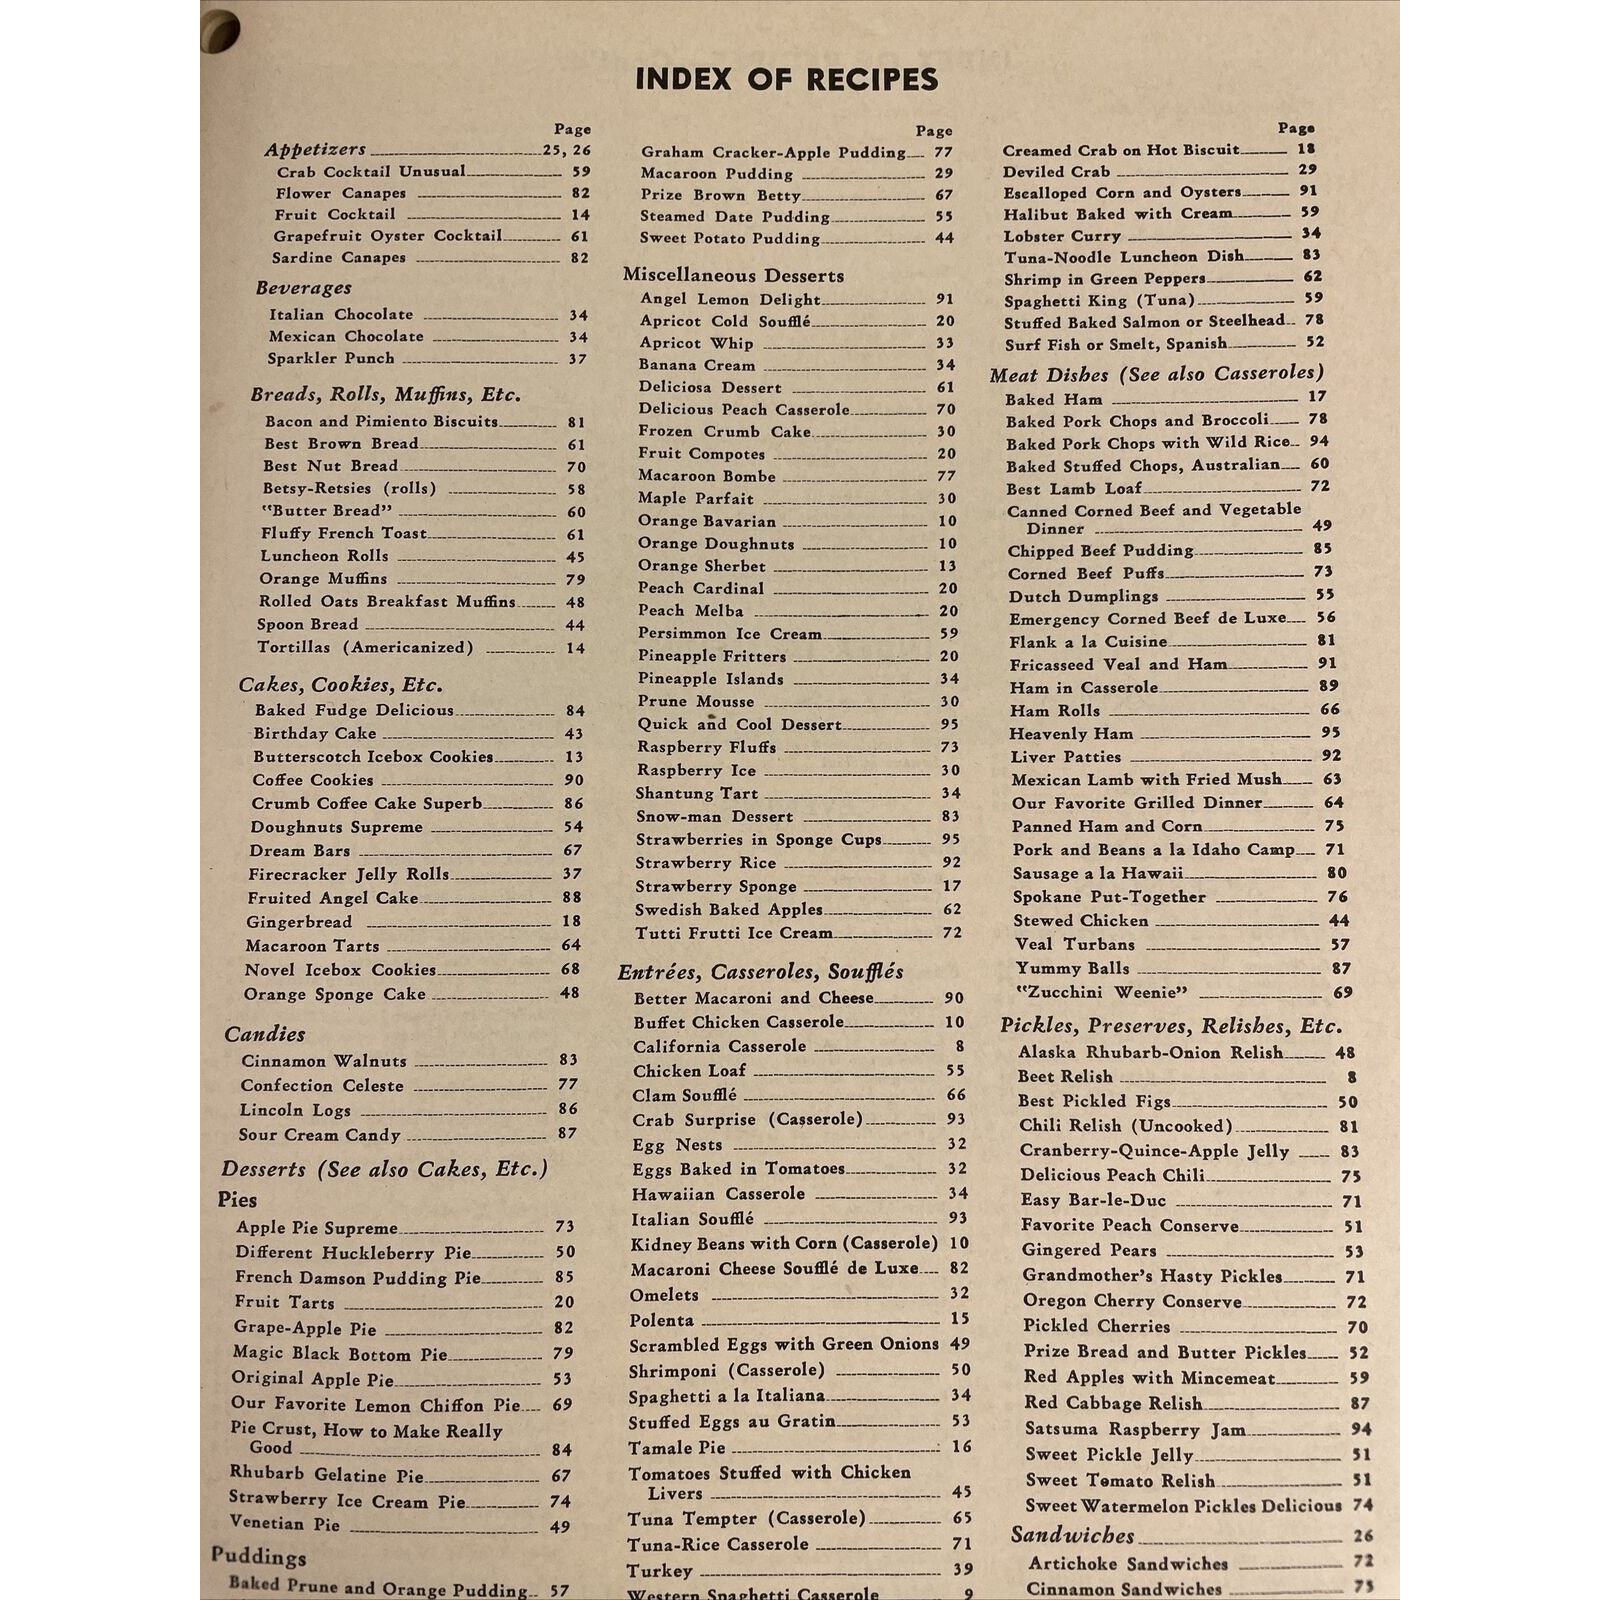 INDEX OF RECIPES
Page
Appetizers 25, 26
Crab Cocktail Unusual 59
Flower Canapes 82
Fruit Cocktail 14
Grapefruit Oyster Cocktail 61
Sardine Canapes 82
Beverages
Italian Chocolate 34
Mexican Chocolate 34
Sparkler Punch 37
Breads, Rolls, Muffins, Etc.
Bacon and Pimiento Biscuits 81
Best Brown Bread 61
Best Nut Bread 70
Betsy-Retsies (rolls) 58
"Butter Bread" 60
Fluffy French Toast 61
Luncheon Rolls 45
Orange Muffins 79
Rolled Oats Breakfast Muffins 48
Spoon Bread 44
Tortillas (Americanized) 14
Cakes, Cookies, Etc.
Baked Fudge Delicious 84
Birthday Cake 43
Butterscotch Icebox Cookies 13
Coffee Cookies 90
Crumb Coffee Cake Superb 86
Doughnuts Supreme 54
Dream Bars 67
Firecracker Jelly Rolls 37
Fruited Angel Cake 88
Gingerbread 18
Macaroon Tarts 64
Novel Icebox Cookies 68
Orange Sponge Cake 48
Candies
Cinnamon Walnuts 83
Confection Celeste 77
Lincoln Logs 86
Sour Cream Candy 87
Desserts (See also Cakes, Etc.)
Pies
Apple Pie Supreme 73
Different Huckleberry Pie 50
French Damson Pudding Pie 85
Fruit Tarts 20
Grape-Apple Pie 82
Magic Black Bottom Pie 79
Original Apple Pie 53
Our Favorite Lemon Chiffon Pie 69
Pie Crust, How to Make Really
Good 84
Rhubarb Gelatine Pie 67
Strawberry Ice Cream Pie 74
Venetian Pie 49
Puddings
Baked Prune and Orange Pudding 57
Page
Graham Cracker-Apple Pudding 77
Macaroon Pudding 29
Prize Brown Betty 67
Steamed Date Pudding 55
Sweet Potato Pudding 44
Miscellaneous Desserts
Angel Lemon Delight 91
Apricot Cold Soufflé 20
Apricot Whip 33
Banana Cream 34
Deliciosa Dessert 61
Delicious Peach Casserole 70
Frozen Crumb Cake 30
Fruit Compotes 20
Macaroon Bombe 77
Maple Parfait 30
Orange Bavarian 10
Orange Doughnuts 10
Orange Sherbet 13
Peach Cardinal 20
Peach Melba 20
Persimmon Ice Cream 59
Pineapple Fritters 20
Pineapple Islands 34
Prune Mousse 30
Quick and Cool Dessert 95
Raspberry Fluffs 73
Raspberry Ice 30
Shantung Tart 34
Snow-man Dessert 83
Strawberries in Sponge Cups 95
Strawberry Rice 92
Strawberry Sponge 17
Swedish Baked Apples 62
Tutti Frutti Ice Cream 72
Entrées, Casseroles, Soufflés
Better Macaroni and Cheese 90
Buffet Chicken Casserole 10
California Casserole 8
Chicken Loaf 55
Clam Soufflé 66
Crab Surprise (Casserole) 93
Egg Nests 32
Eggs Baked in Tomatoes 32
Hawaiian Casserole 34
Italian Soufflé 93
Kidney Beans with Corn (Casserole) 10
Macaroni Cheese Soufflé de Luxe 82
Omelets 32
Polenta 15
Scrambled Eggs with Green Onions 49
Shrimponi (Casserole) 50
Spaghetti a la Italiana 34
Stuffed Eggs au Gratin 53
Tamale Pie 16
Tomatoes Stuffed with Chicken
Livers 45
Tuna Tempter (Casserole) 65
Tuna-Rice Casserole 71
Turkey 39
Western Spaghetti Casserole 9
Page
Creamed Crab on Hot Biscuit 18
Deviled Crab 29
Escalloped Corn and Oysters 91
Halibut Baked with Cream 59
Lobster Curry 34
Tuna-Noodle Luncheon Dish 83
Shrimp in Green Peppers 62
Spaghetti King (Tuna) 59
Stuffed Baked Salmon or Steelhead 78
Surf Fish or Smelt, Spanish 52
Meat Dishes (See also Casseroles)
Baked Ham 17
Baked Pork Chops and Broccoli 78
Baked Pork Chops with Wild Rice 94
Baked Stuffed Chops, Australian 60
Best Lamb Loaf 72
Canned Corned Beef and Vegetable
Dinner 49
Chipped Beef Pudding 85
Corned Beef Puffs 73
Dutch Dumplings 55
Emergency Corned Beef de Luxe 56
Flank a la Cuisine 81
Fricasseed Veal and Ham 91
Ham in Casserole 89
Ham Rolls 66
Heavenly Ham 95
Liver Patties 92
Mexican Lamb with Fried Mush 63
Our Favorite Grilled Dinner 64
Panned Ham and Corn 75
Pork and Beans a la Idaho Camp 71
Sausage a la Hawaii 80
Spokane Put-Together 76
Stewed Chicken 44
Veal Turbans 57
Yummy Balls 87
"Zucchini Weenie" 69
Pickles, Preserves, Relishes, Etc.
Alaska Rhubarb-Onion Relish 48
Beet Relish 8
Best Pickled Figs 50
Chili Relish (Uncooked) 81
Cranberry-Quince-Apple Jelly 83
Delicious Peach Chili 75
Easy Bar-le-Duc 71
Favorite Peach Conserve 51
Gingered Pears 53
Grandmother's Hasty Pickles 71
Oregon Cherry Conserve 72
Pickled Cherries 70
Prize Bread and Butter Pickles 52
Red Apples with Mincemeat 59
Red Cabbage Relish 87
Satsuma Raspberry Jam 94
Sweet Pickle Jelly 51
Sweet Tomato Relish 51
Sweet Watermelon Pickles Delicious 74
Sandwiches 26
Artichoke Sandwiches 72
Cinnamon Sandwiches 75